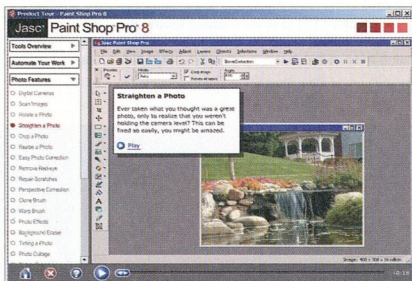 Product Tour - Paint Shop Pro 8
Jasc Paint Shop Pro 8
Tools Overview
Automate Your Work
Photo Features
Digital Cameras
Scan Images
Rotate a Photo
Straighten a Photo
Crop a Photo
Resize a Photo
Easy Photo Correction
Remove Redeye
Repair Scratches
Perspective Correction
Clone Brush
Warp Brush
Photo Effects
Background Eraser
Tinting a Photo
Photo Collage
Jasc Paint Shop Pro
File Edit View Image Effects Adjust Layers Objects Selections Window Help
Straighten a Photo
Ever taken what you thought was a great
photo, only to realize that you weren't
holding the camera level? This can be
fixed so easily, you might be amazed.
Play